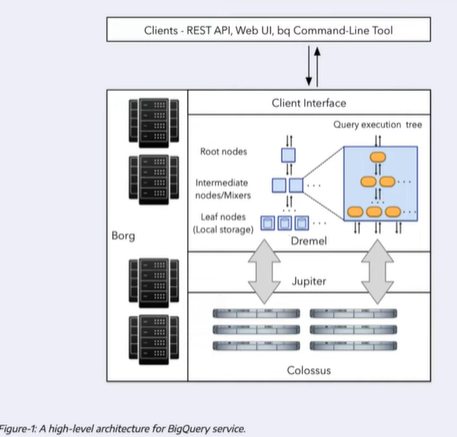 Clients - REST API, Web UI, bq Command-Line Tool
Client Interface
Query execution tree
Root nodes
Intermediate
nodes/Mixers
Leaf nodes
(Local storage)
Dremel
Borg
Jupiter
Colossus
Figure-1: A high-level architecture for BigQuery service.